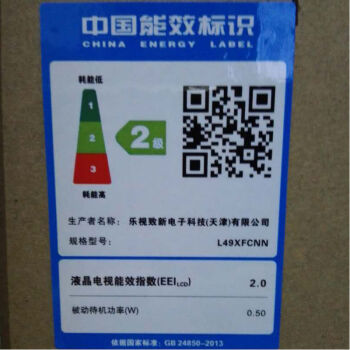 中国能效标识
CHINA ENERGY LABEL
耗能低
1
2
3
耗能高
2级
生产者名称: 乐视致新电子科技(天津)有限公司
规格型号: L49XFCNN
液晶电视能效指数(EEILCD) 2.0
被动待机功率(W) 0.50
依据国家标准: GB 24850-2013